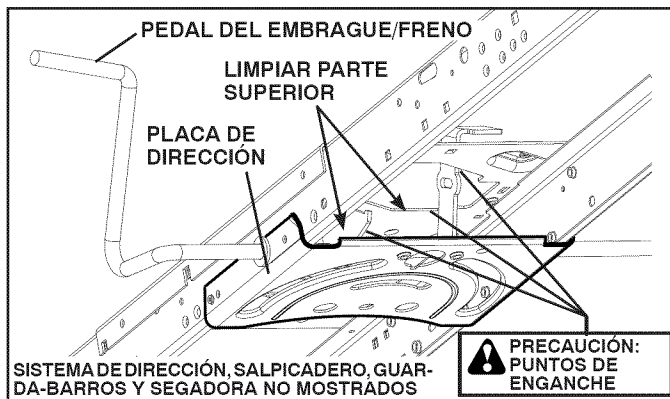 PEDAL DEL EMBRAGUE/FRENO
LIMPIAR PARTE
SUPERIOR
PLACA DE
DIRECCIÓN
SISTEMA DE DIRECCIÓN, SALPICADERO, GUAR-
DA-BARROS Y SEGADORA NO MOSTRADOS
PRECAUCIÓN:
PUNTOS DE
ENGANCHE